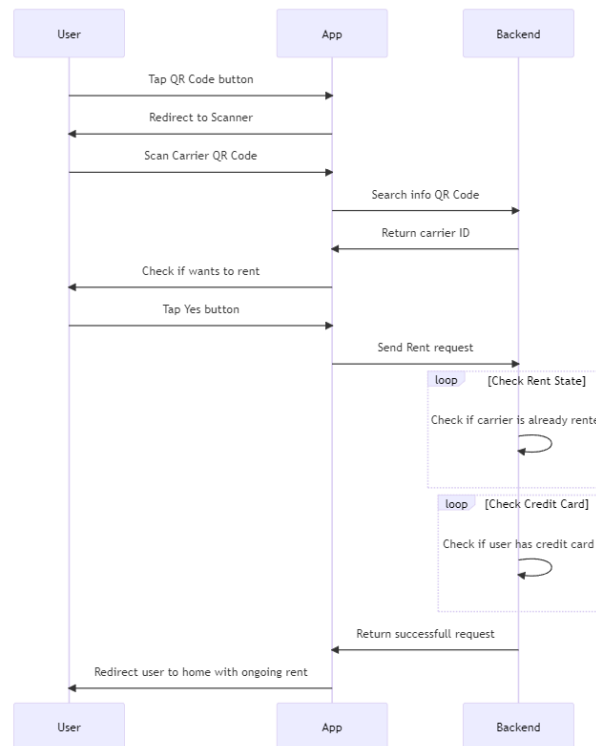 User App Backend
Tap QR Code button
Redirect to Scanner
Scan Carrier QR Code
Search info QR Code
Return carrier ID
Check if wants to rent
Tap Yes button
Send Rent request
loop [Check Rent State]
Check if carrier is already rente
loop [Check Credit Card]
Check if user has credit card
Return successfull request
Redirect user to home with ongoing rent
User App Backend